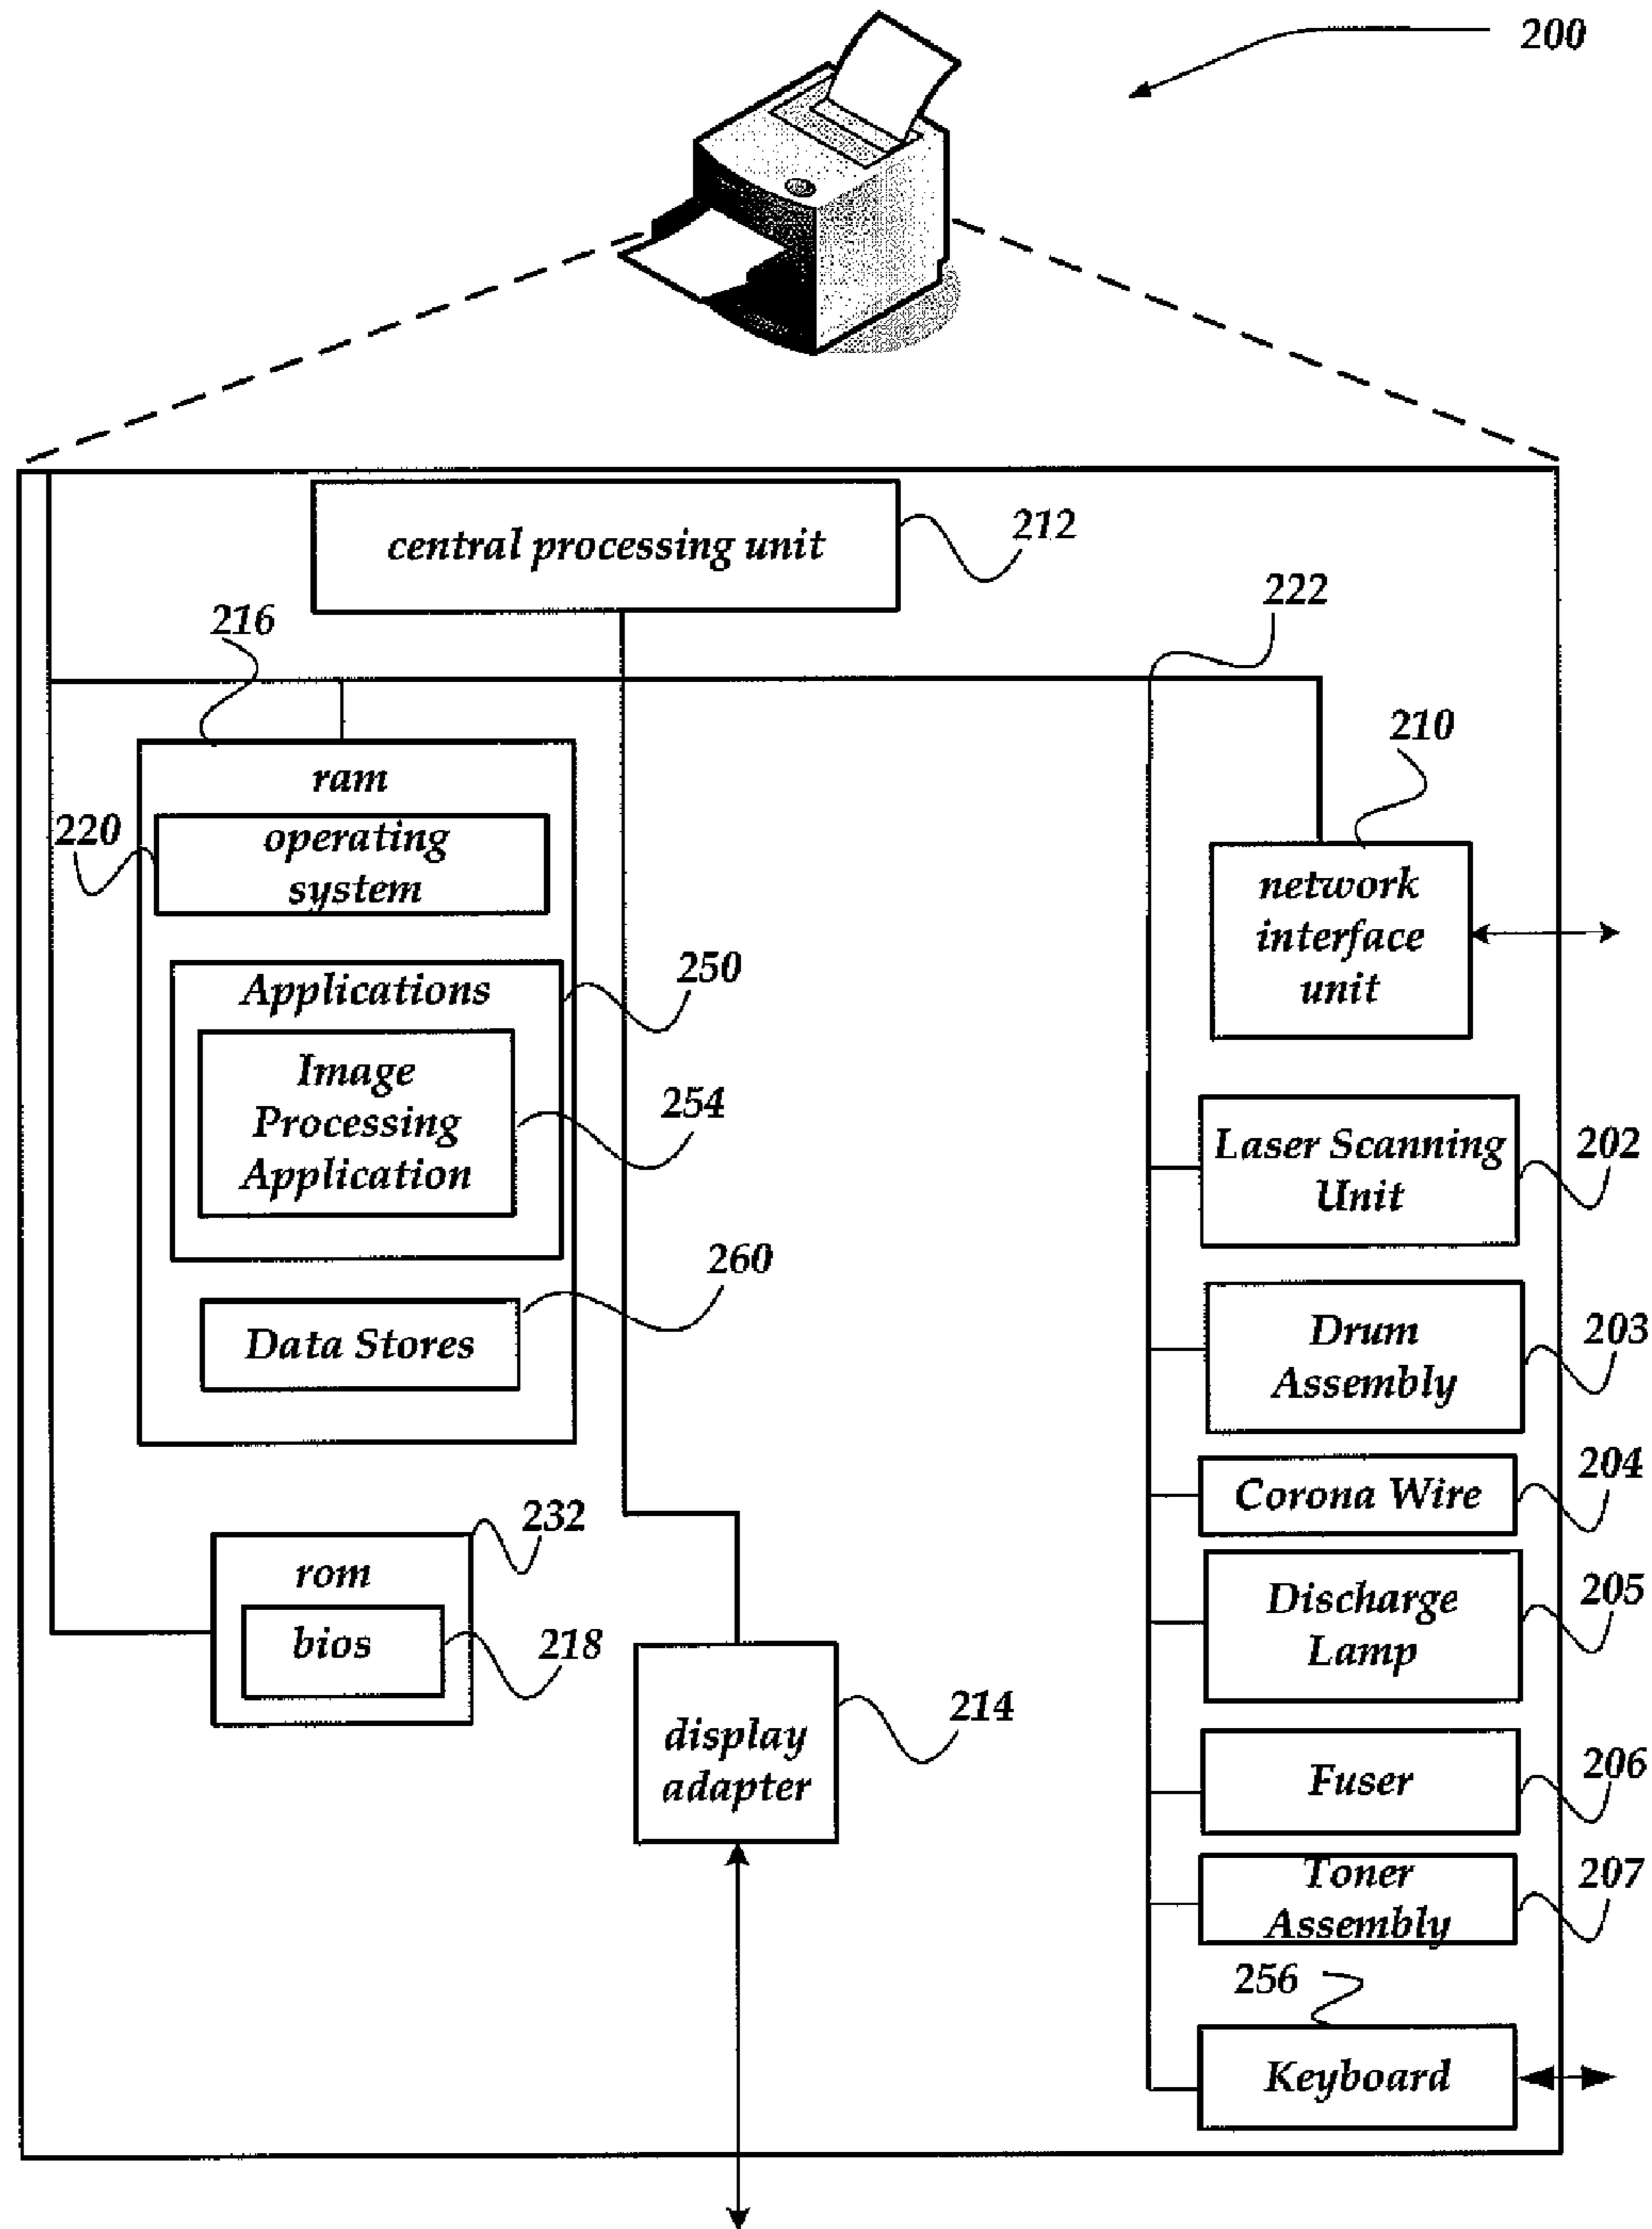 200
central processing unit
212
222
216
210
ram
220
operating
system
network
interface
unit
Applications
250
Image
Processing
Application
254
Laser Scanning
Unit
202
260
Data Stores
Drum
Assembly
203
Corona Wire
204
232
rom
bios
218
Discharge
Lamp
205
display
adapter
214
Fuser
206
Toner
Assembly
207
256
Keyboard